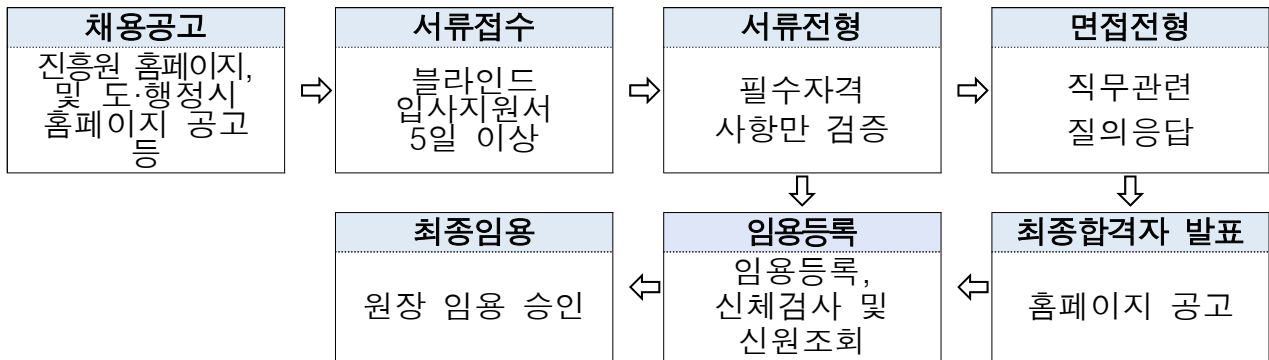 채용공고
진흥원 홈페이지,
및 도·행정시
홈페이지 공고
등
⇨
서류접수
블라인드
입사지원서
5일 이상
⇨
서류전형
필수자격
사항만 검증
⇨
면접전형
직무관련
질의응답
⇩
⇩
최종합격자 발표
홈페이지 공고
⇦
임용등록
임용등록,
신체검사 및
신원조회
⇦
최종임용
원장 임용 승인